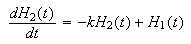 dH₂(t)/dt = −kH₂(t) + H₁(t)